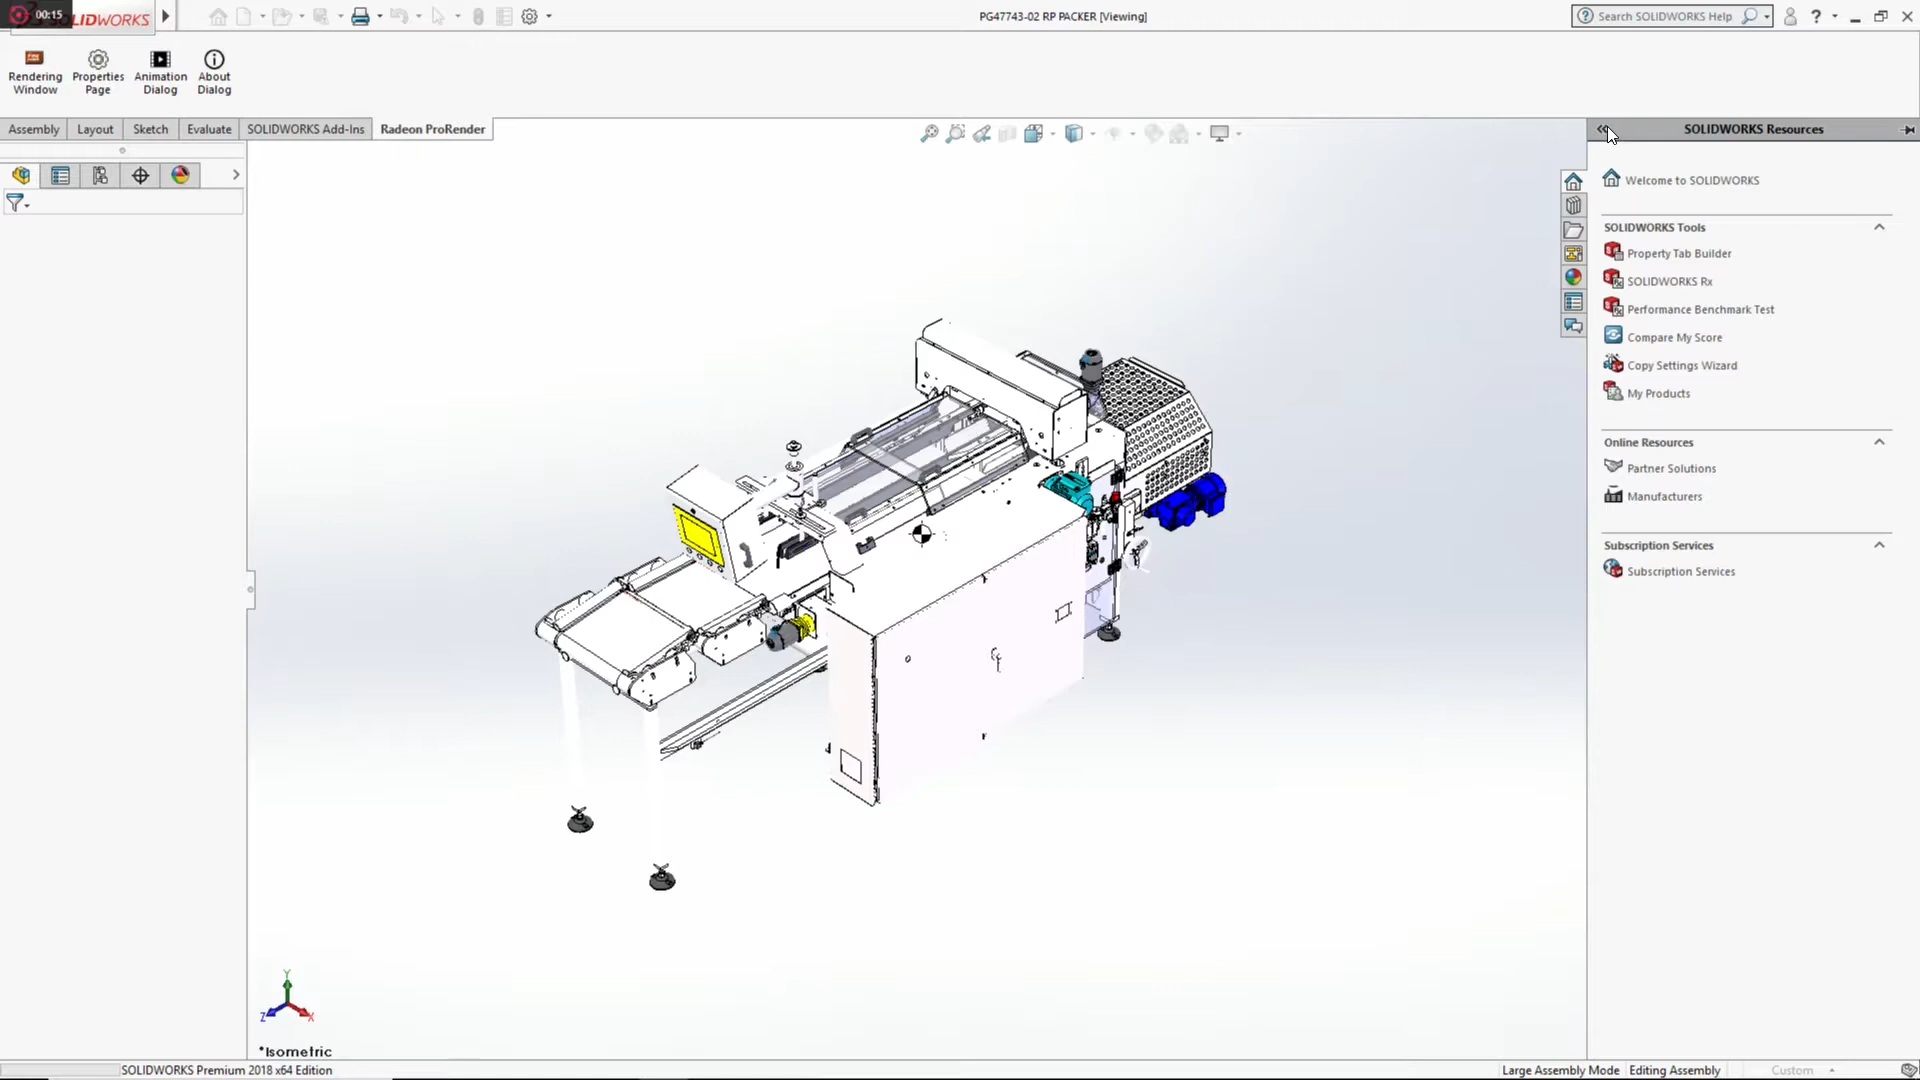 00:15
SOLIDWORKS
PG47743-02 RP PACKER [Viewing]
Search SOLIDWORKS Help
?
Rendering Window
Properties Page
Animation Dialog
About Dialog
Assembly
Layout
Sketch
Evaluate
SOLIDWORKS Add-Ins
Radeon ProRender
SOLIDWORKS Resources
Welcome to SOLIDWORKS
SOLIDWORKS Tools
Property Tab Builder
SOLIDWORKS Rx
Performance Benchmark Test
Compare My Score
Copy Settings Wizard
My Products
Online Resources
Partner Solutions
Manufacturers
Subscription Services
Subscription Services
Y
Z
X
*Isometric
SOLIDWORKS Premium 2018 x64 Edition
Large Assembly Mode
Editing Assembly
Custom